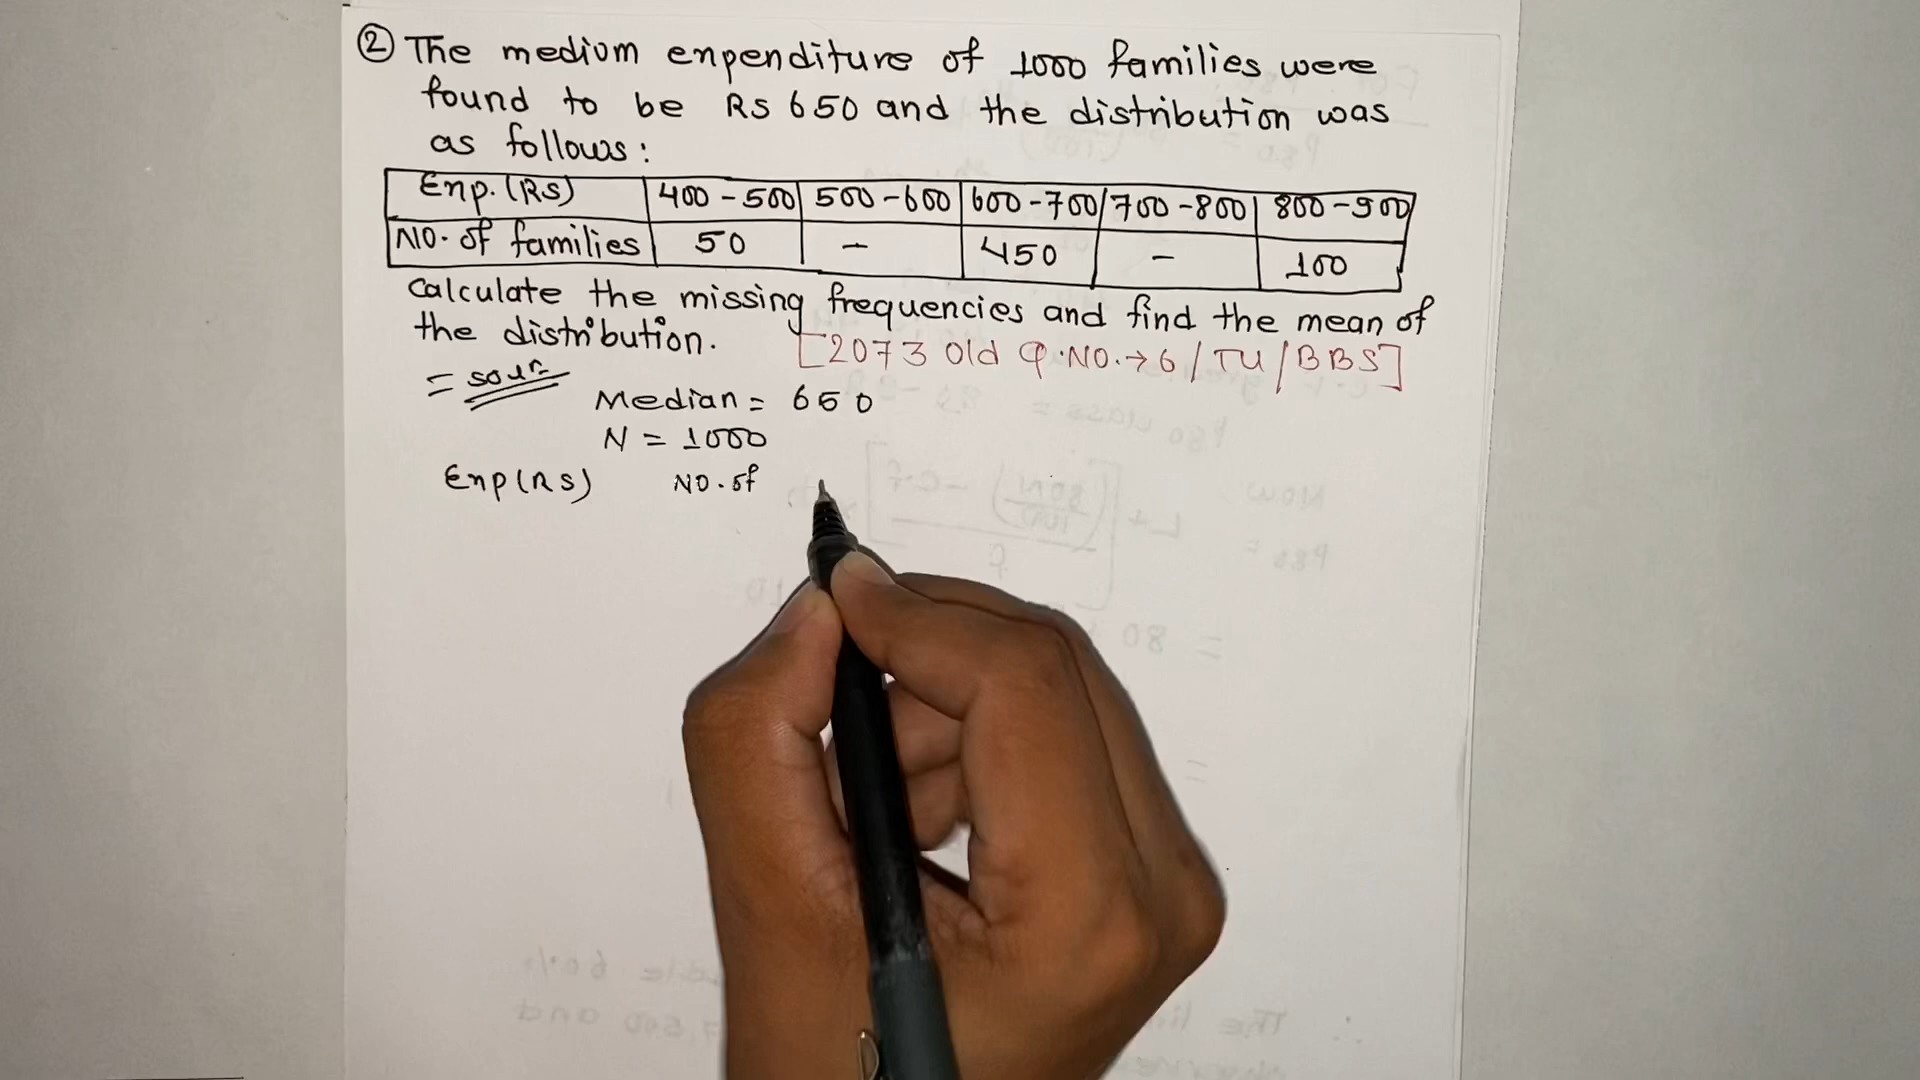 ② The medium enpenditure of 1000 families were
found to be Rs 650 and the distribution was
as follows:
Enp. (Rs) 400-500 500-600 600-700 700-800 800-900
NO. of families 50 - 450 - 100
Calculate the missing frequencies and find the mean of
the distribution. [2073 Old Q.NO.→6/TU/BBS]
= solun
Median = 650
N = 1000
Enp(RS) NO. of